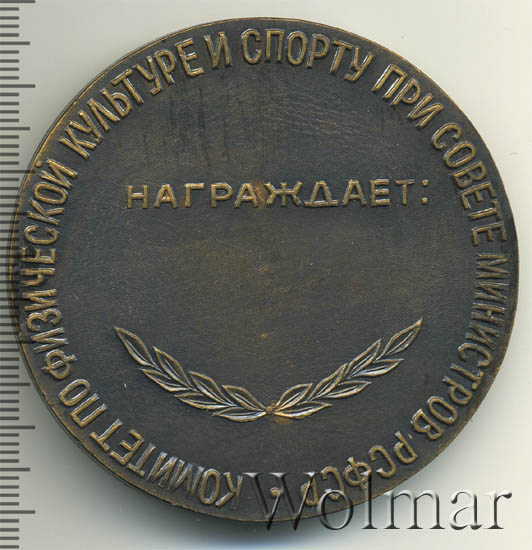 КОМИТЕТ ПО ФИЗИЧЕСКОЙ КУЛЬТУРЕ И СПОРТУ ПРИ СОВЕТЕ МИНИСТРОВ РСФСР •
НАГРАЖДАЕТ:
Wolmar